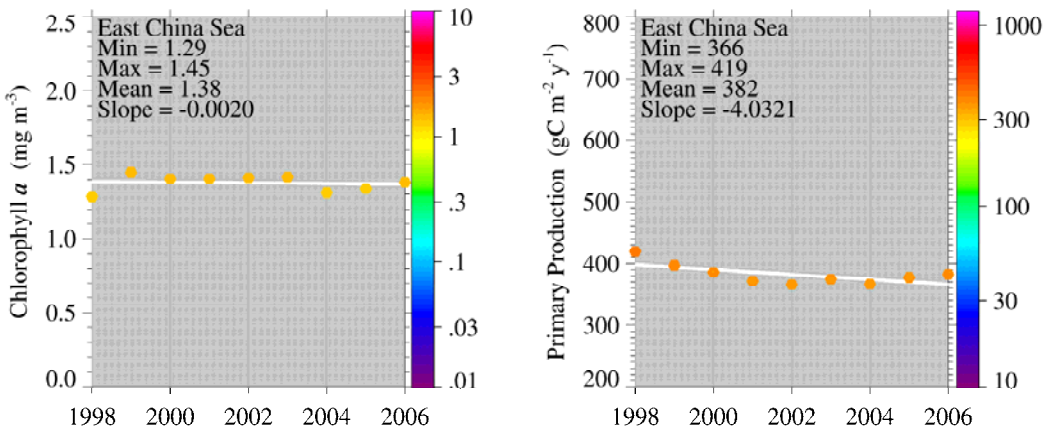 East China Sea
Min = 1.29
Max = 1.45
Mean = 1.38
Slope = -0.0020
Chlorophyll a (mg m-3)
2.5
2.0
1.5
1.0
0.5
0.0
1998 2000 2002 2004 2006
10
3
1
.3
.1
.03
.01
East China Sea
Min = 366
Max = 419
Mean = 382
Slope = -4.0321
Primary Production (gC m-2 y-1)
800
700
600
500
400
300
200
1998 2000 2002 2004 2006
1000
300
100
30
10